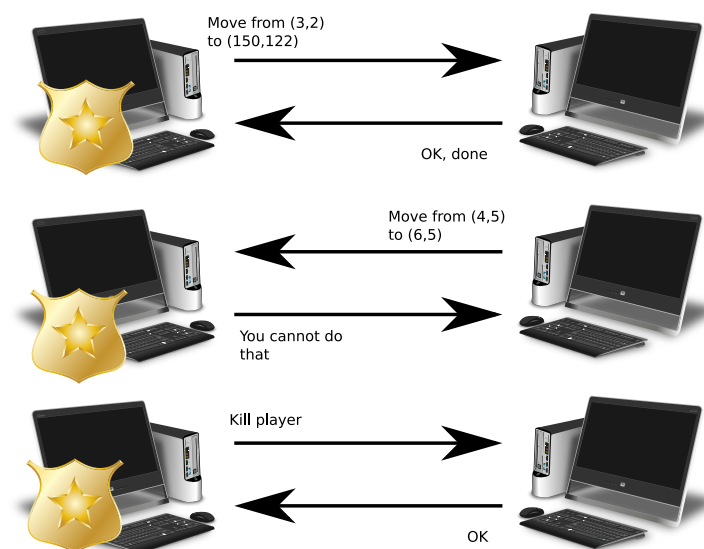 Move from (3,2)
to (150,122)
OK, done
Move from (4,5)
to (6,5)
You cannot do
that
Kill player
OK